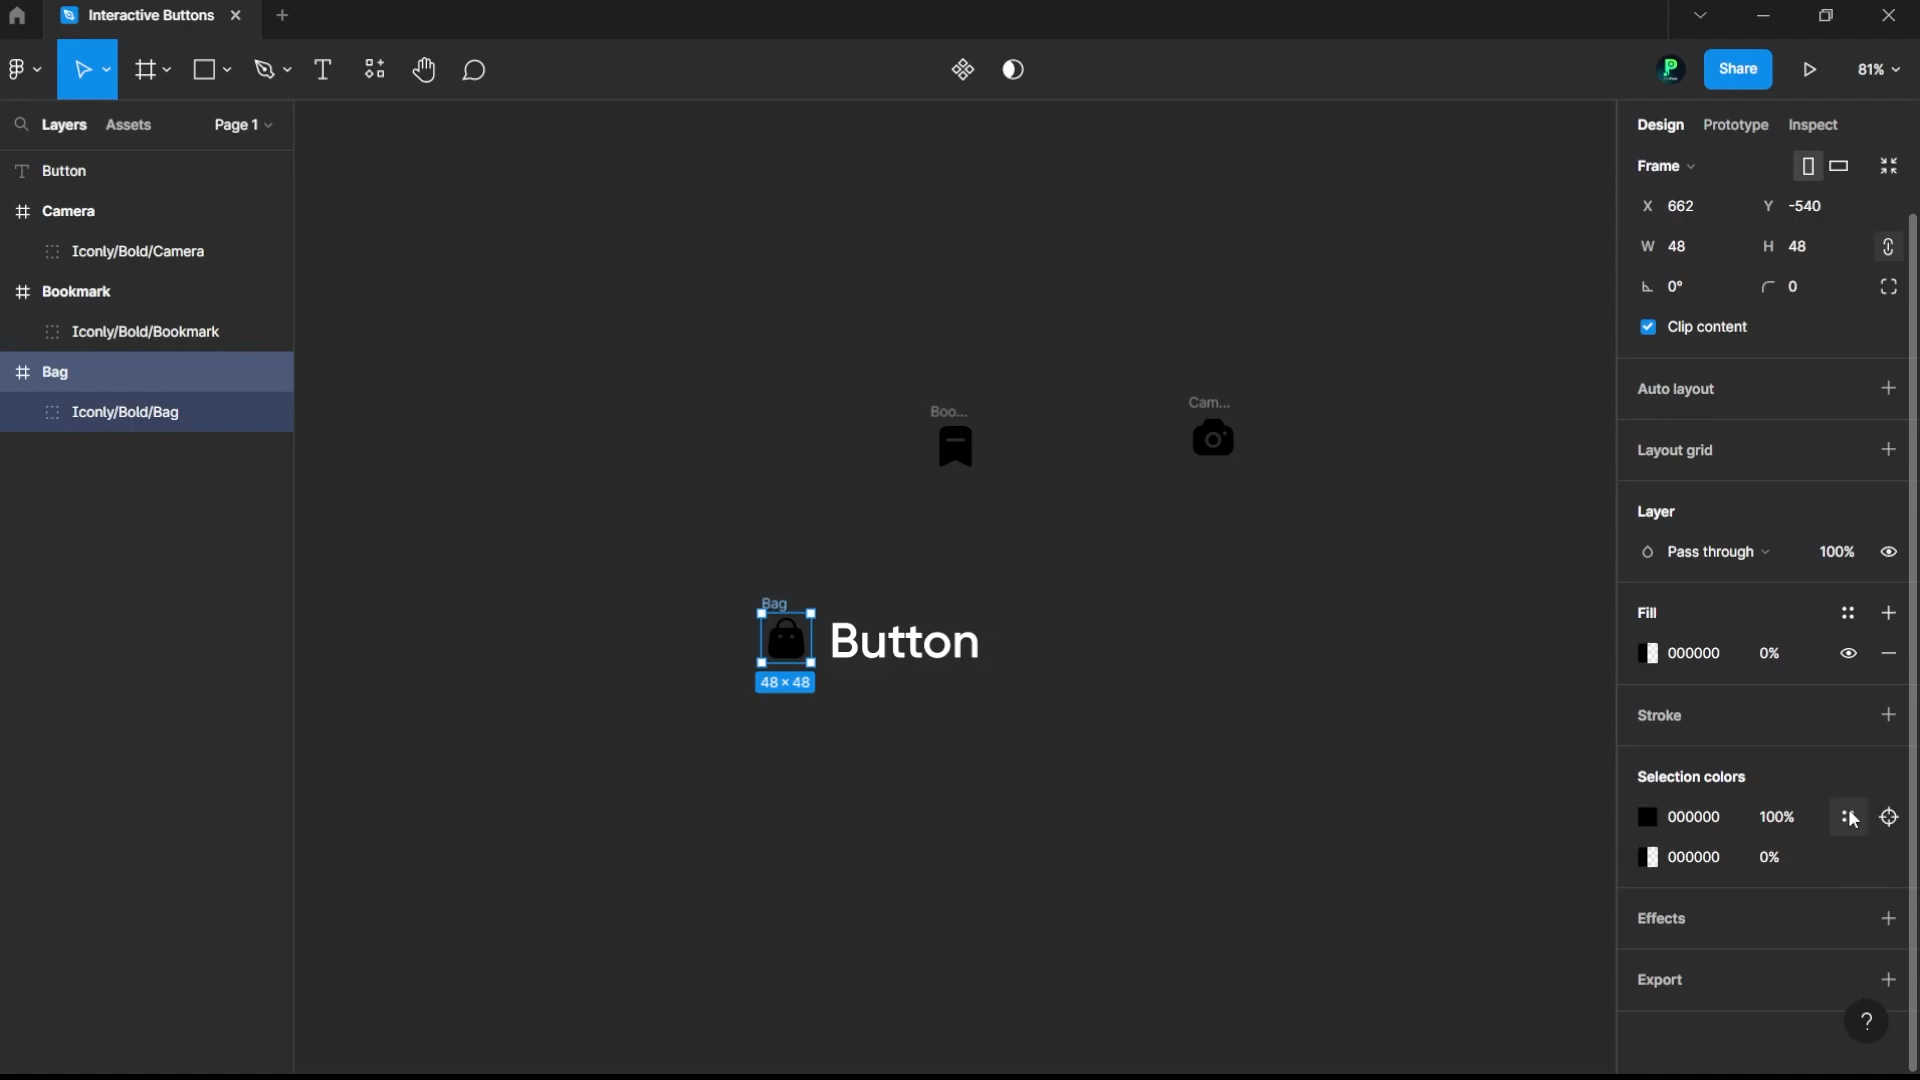 Interactive Buttons
Share
81%
Layers
Assets
Page 1
Button
Camera
Iconly/Bold/Camera
Bookmark
Iconly/Bold/Bookmark
Bag
Iconly/Bold/Bag
Boo...
Cam...
Bag
Button
48 × 48
Design
Prototype
Inspect
Frame
X 662
Y -540
W 48
H 48
0°
0
Clip content
Auto layout
Layout grid
Layer
Pass through
100%
Fill
000000
0%
Stroke
Selection colors
000000
100%
000000
0%
Effects
Export
?